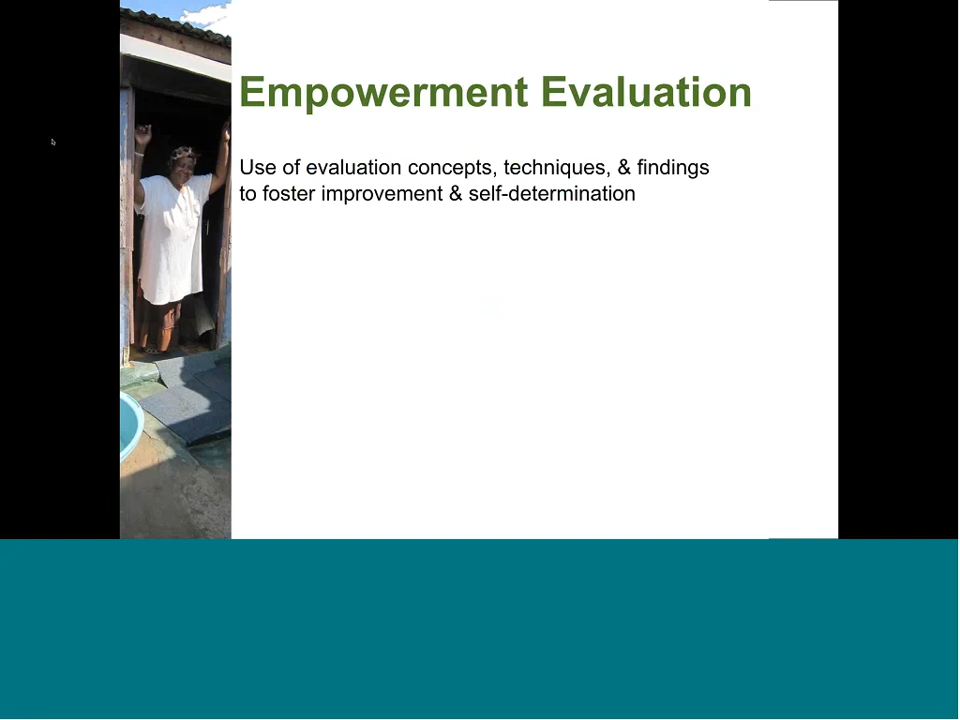 Empowerment Evaluation
Use of evaluation concepts, techniques, & findings
to foster improvement & self-determination